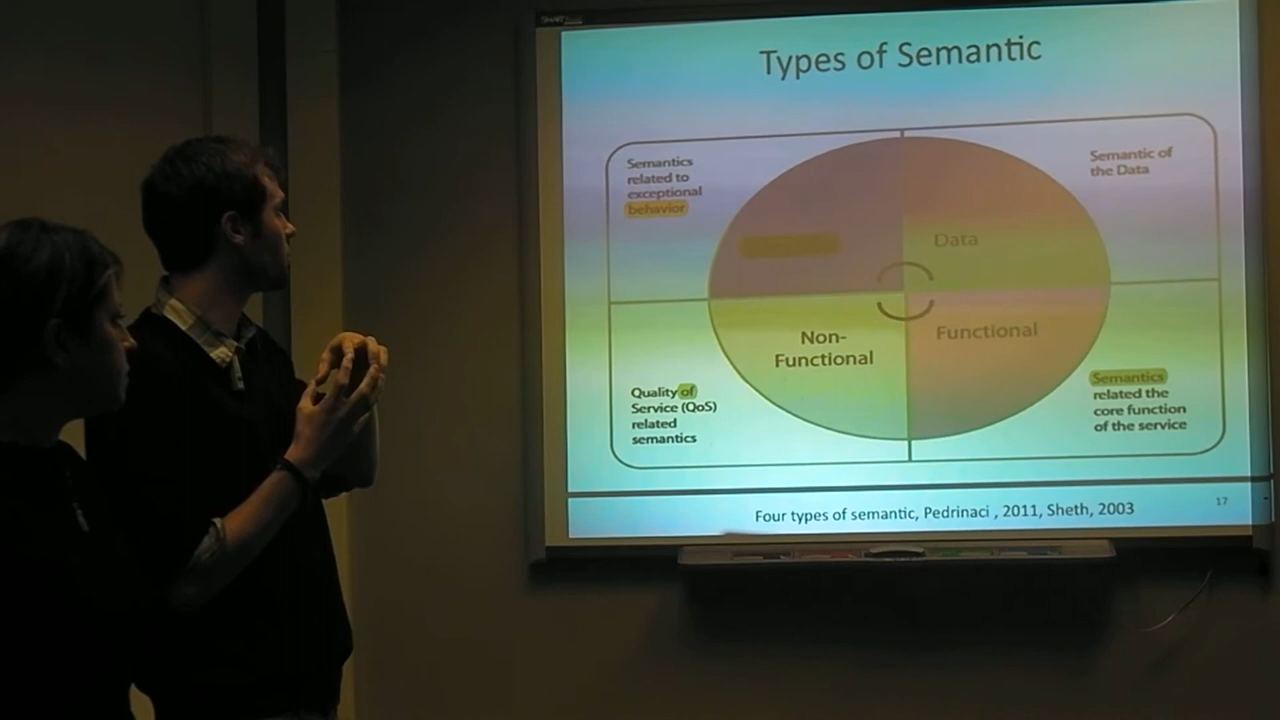 Types of Semantic
Semantics
related to
exceptional
behavior
Semantic of
the Data
Data
Non-
Functional
Functional
Quality of
Service (QoS)
related
semantics
Semantics
related the
core function
of the service
Four types of semantic, Pedrinaci , 2011, Sheth, 2003
17